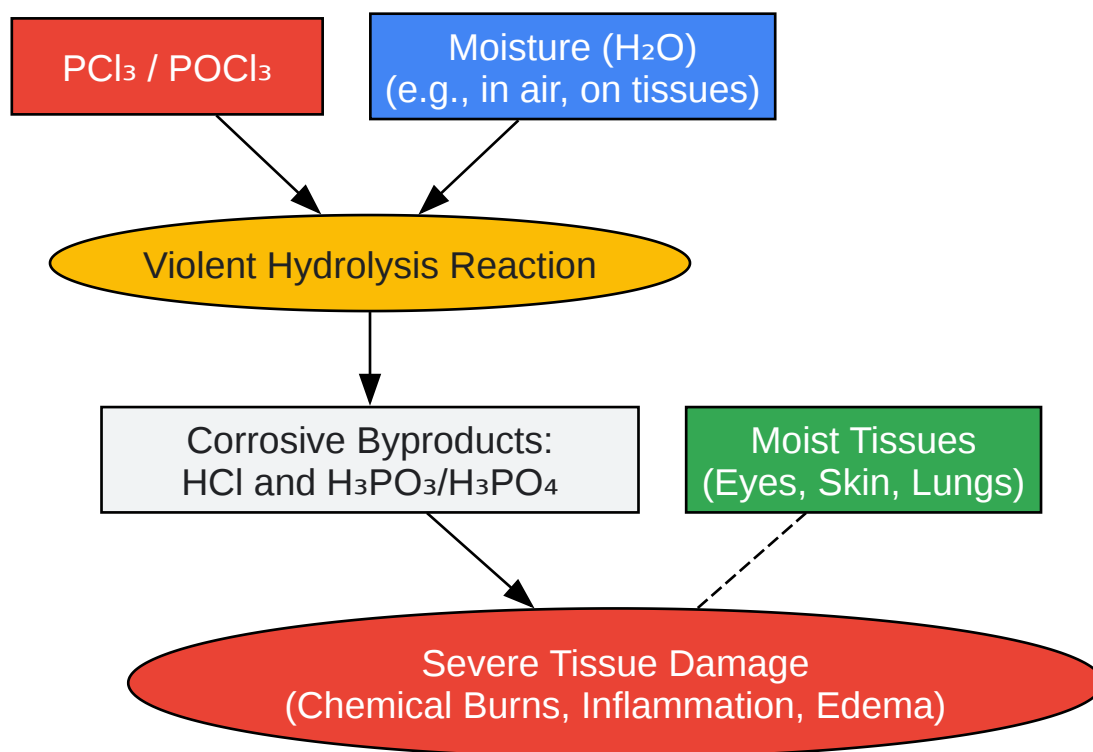 PCl₃ / POCl₃
Moisture (H₂O)
(e.g., in air, on tissues)
Violent Hydrolysis Reaction
Corrosive Byproducts:
HCl and H₃PO₃/H₃PO₄
Moist Tissues
(Eyes, Skin, Lungs)
Severe Tissue Damage
(Chemical Burns, Inflammation, Edema)